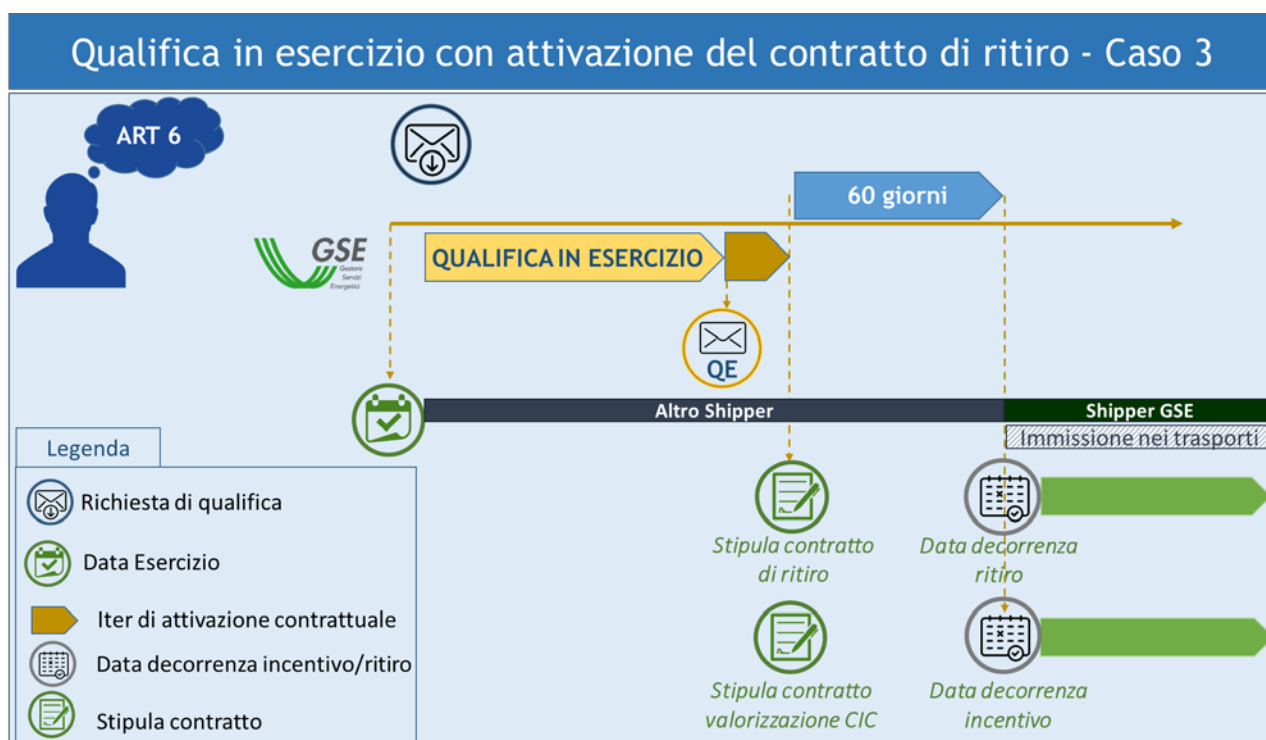 Qualifica in esercizio con attivazione del contratto di ritiro - Caso 3
ART 6
60 giorni
GSE
Gestore
Servizi
Energetici
QUALIFICA IN ESERCIZIO
QE
Altro Shipper
Shipper GSE
Immissione nei trasporti
Legenda
Richiesta di qualifica
Data Esercizio
Iter di attivazione contrattuale
Data decorrenza incentivo/ritiro
Stipula contratto
Stipula contratto
di ritiro
Data decorrenza
ritiro
Stipula contratto
valorizzazione CIC
Data decorrenza
incentivo